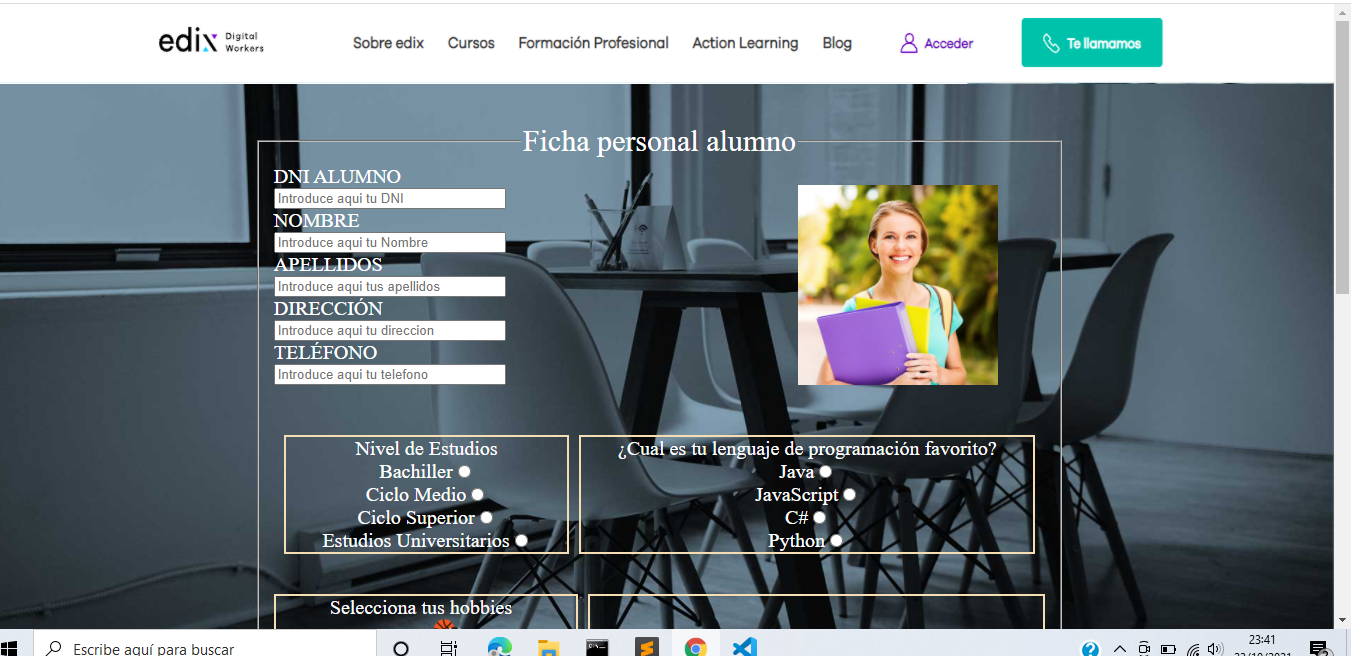 edix Digital Workers
Sobre edix Cursos Formación Profesional Action Learning Blog Acceder Te llamamos
Ficha personal alumno
DNI ALUMNO
Introduce aqui tu DNI
NOMBRE
Introduce aqui tu Nombre
APELLIDOS
Introduce aqui tus apellidos
DIRECCIÓN
Introduce aqui tu direccion
TELÉFONO
Introduce aqui tu telefono
Nivel de Estudios
Bachiller
Ciclo Medio
Ciclo Superior
Estudios Universitarios
¿Cual es tu lenguaje de programación favorito?
Java
JavaScript
C#
Python
Selecciona tus hobbies
Escribe aquí para buscar
23:41